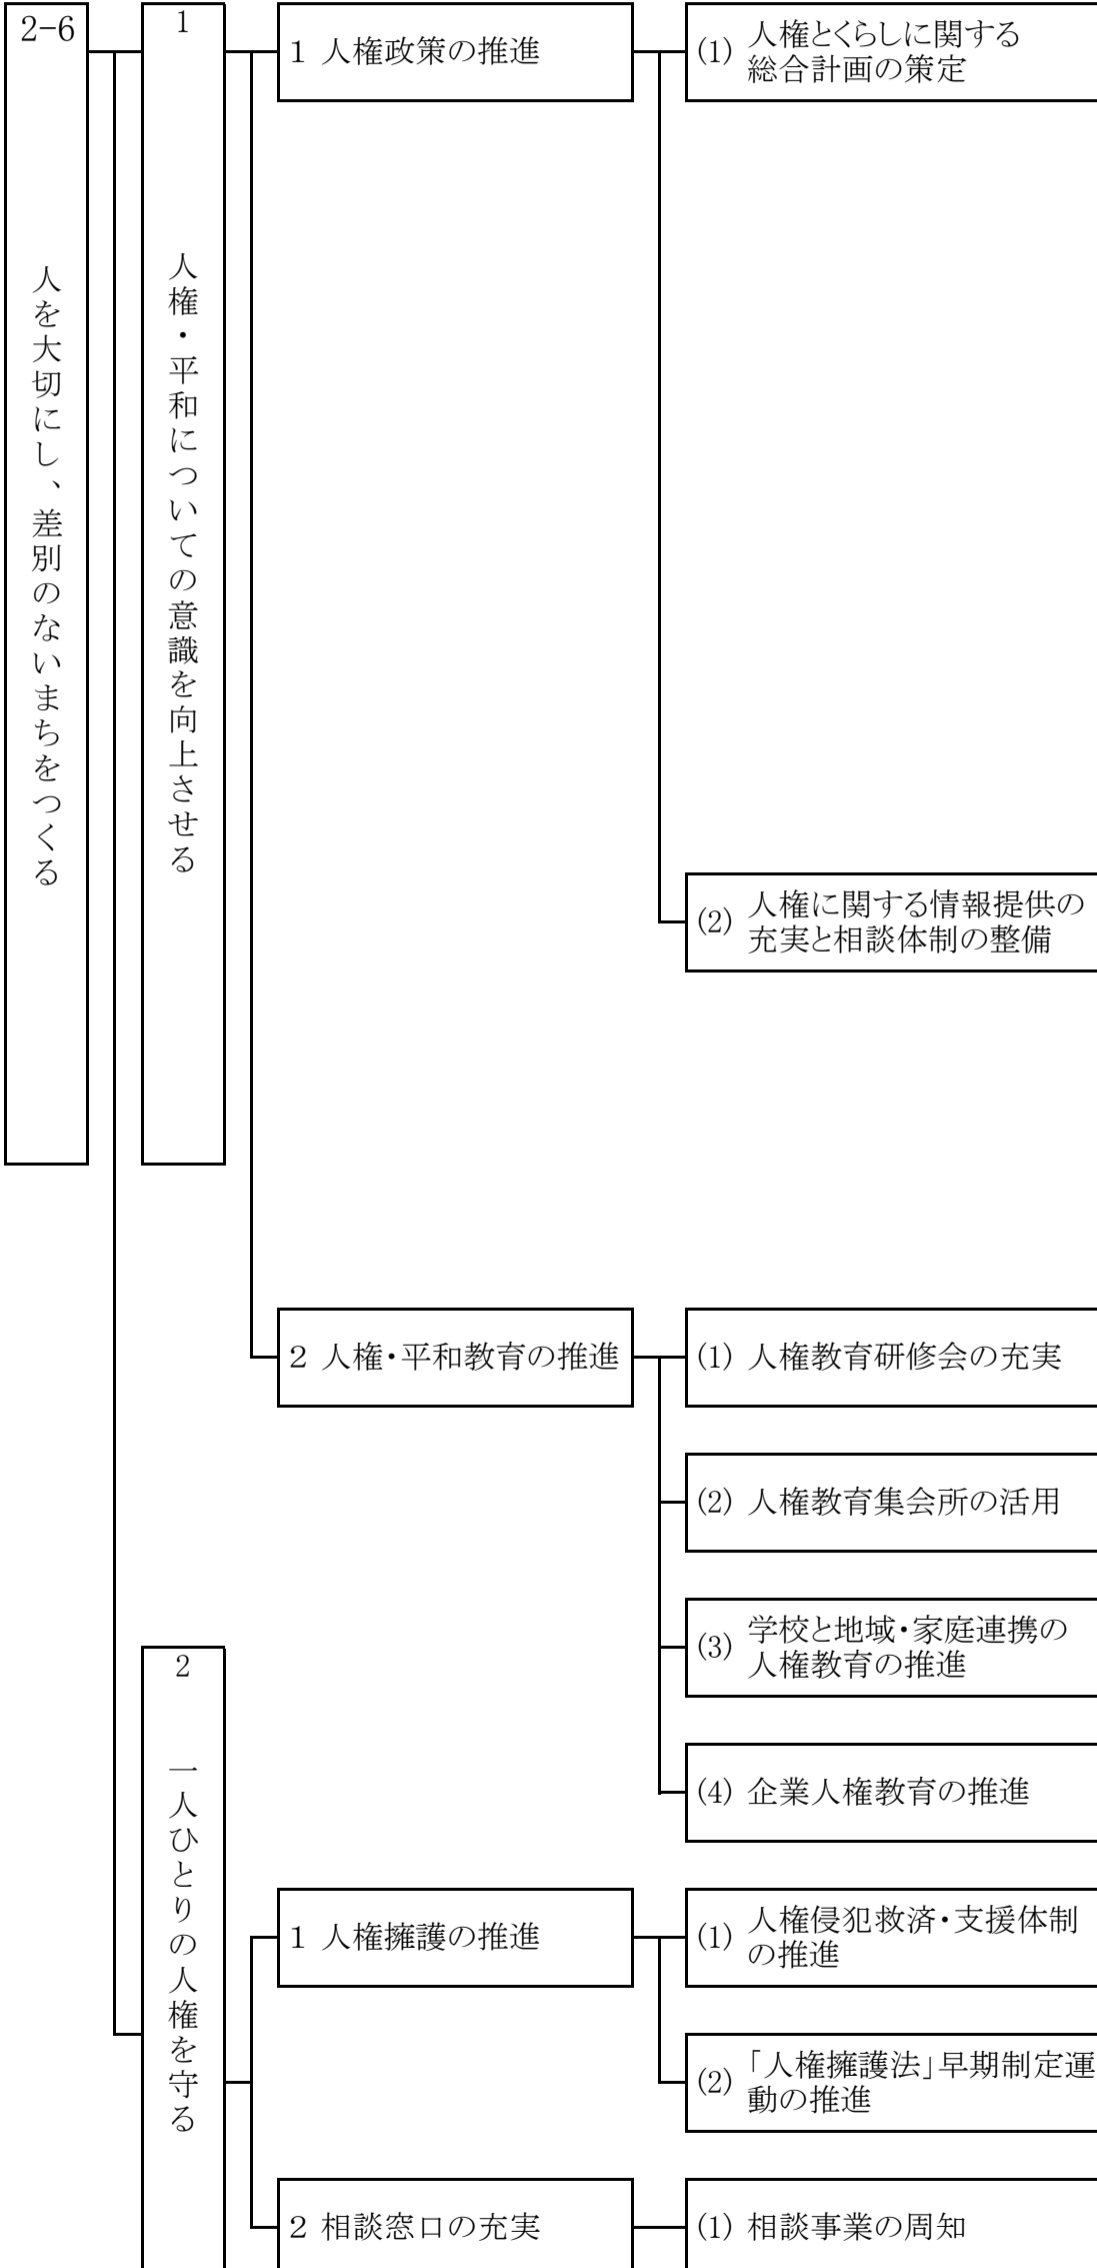 2-6
人を大切にし、差別のないまちをつくる
1
人権・平和についての意識を向上させる
1 人権政策の推進
(1) 人権とくらしに関する
総合計画の策定
(2) 人権に関する情報提供の
充実と相談体制の整備
2 人権・平和教育の推進
(1) 人権教育研修会の充実
(2) 人権教育集会所の活用
(3) 学校と地域・家庭連携の
人権教育の推進
(4) 企業人権教育の推進
2
一人ひとりの人権を守る
1 人権擁護の推進
(1) 人権侵犯救済・支援体制
の推進
(2) 「人権擁護法」早期制定運
動の推進
2 相談窓口の充実
(1) 相談事業の周知